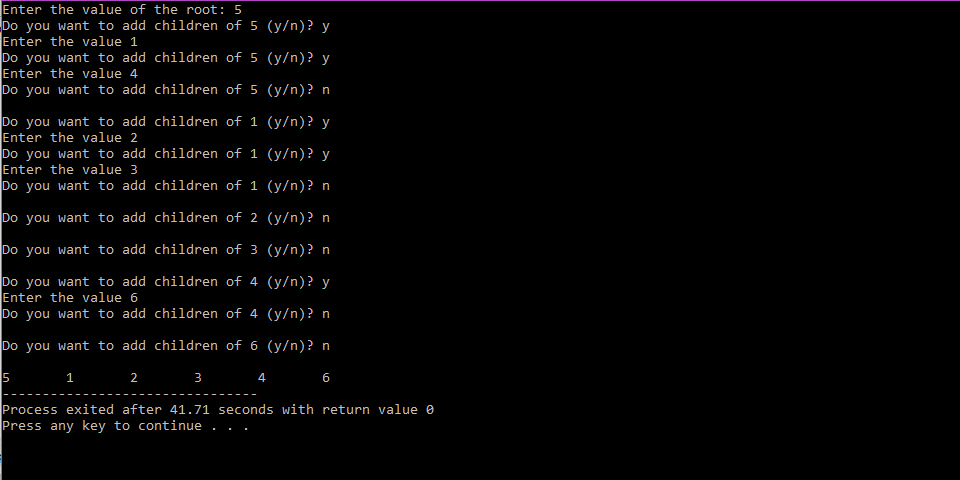 Enter the value of the root: 5
Do you want to add children of 5 (y/n)? y
Enter the value 1
Do you want to add children of 5 (y/n)? y
Enter the value 4
Do you want to add children of 5 (y/n)? n
Do you want to add children of 1 (y/n)? y
Enter the value 2
Do you want to add children of 1 (y/n)? y
Enter the value 3
Do you want to add children of 1 (y/n)? n
Do you want to add children of 2 (y/n)? n
Do you want to add children of 3 (y/n)? n
Do you want to add children of 4 (y/n)? y
Enter the value 6
Do you want to add children of 4 (y/n)? n
Do you want to add children of 6 (y/n)? n
5       1       2       3       4       6
--------------------------------
Process exited after 41.71 seconds with return value 0
Press any key to continue . . .